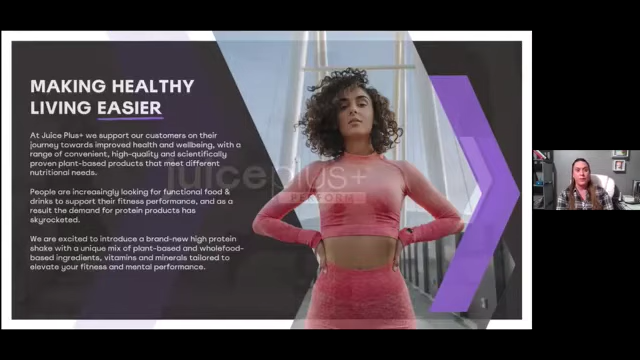 MAKING HEALTHY
LIVING EASIER
At Juice Plus+ we support our customers on their
journey towards improved health and wellbeing, with a
range of convenient, high-quality and scientifically
proven plant-based products that meet different
nutritional needs.
People are increasingly looking for functional food &
drinks to support their fitness performance, and as a
result the demand for protein products has
skyrocketed.
We are excited to introduce a brand-new high protein
shake with a unique mix of plant-based and wholefood-
based ingredients, vitamins and minerals tailored to
elevate your fitness and mental performance.
juice plus+
PERFORM